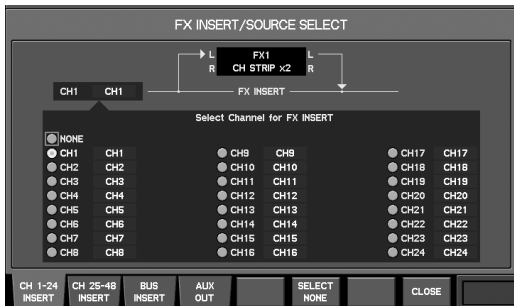 FX INSERT/SOURCE SELECT
L FX1 L
R CH STRIP x2 R
CH1 CH1
FX INSERT
Select Channel for FX INSERT
NONE
CH1 CH1 CH9 CH9 CH17 CH17
CH2 CH2 CH10 CH10 CH18 CH18
CH3 CH3 CH11 CH11 CH19 CH19
CH4 CH4 CH12 CH12 CH20 CH20
CH5 CH5 CH13 CH13 CH21 CH21
CH6 CH6 CH14 CH14 CH22 CH22
CH7 CH7 CH15 CH15 CH23 CH23
CH8 CH8 CH16 CH16 CH24 CH24
CH 1-24 INSERT
CH 25-48 INSERT
BUS INSERT
AUX OUT
SELECT NONE
CLOSE